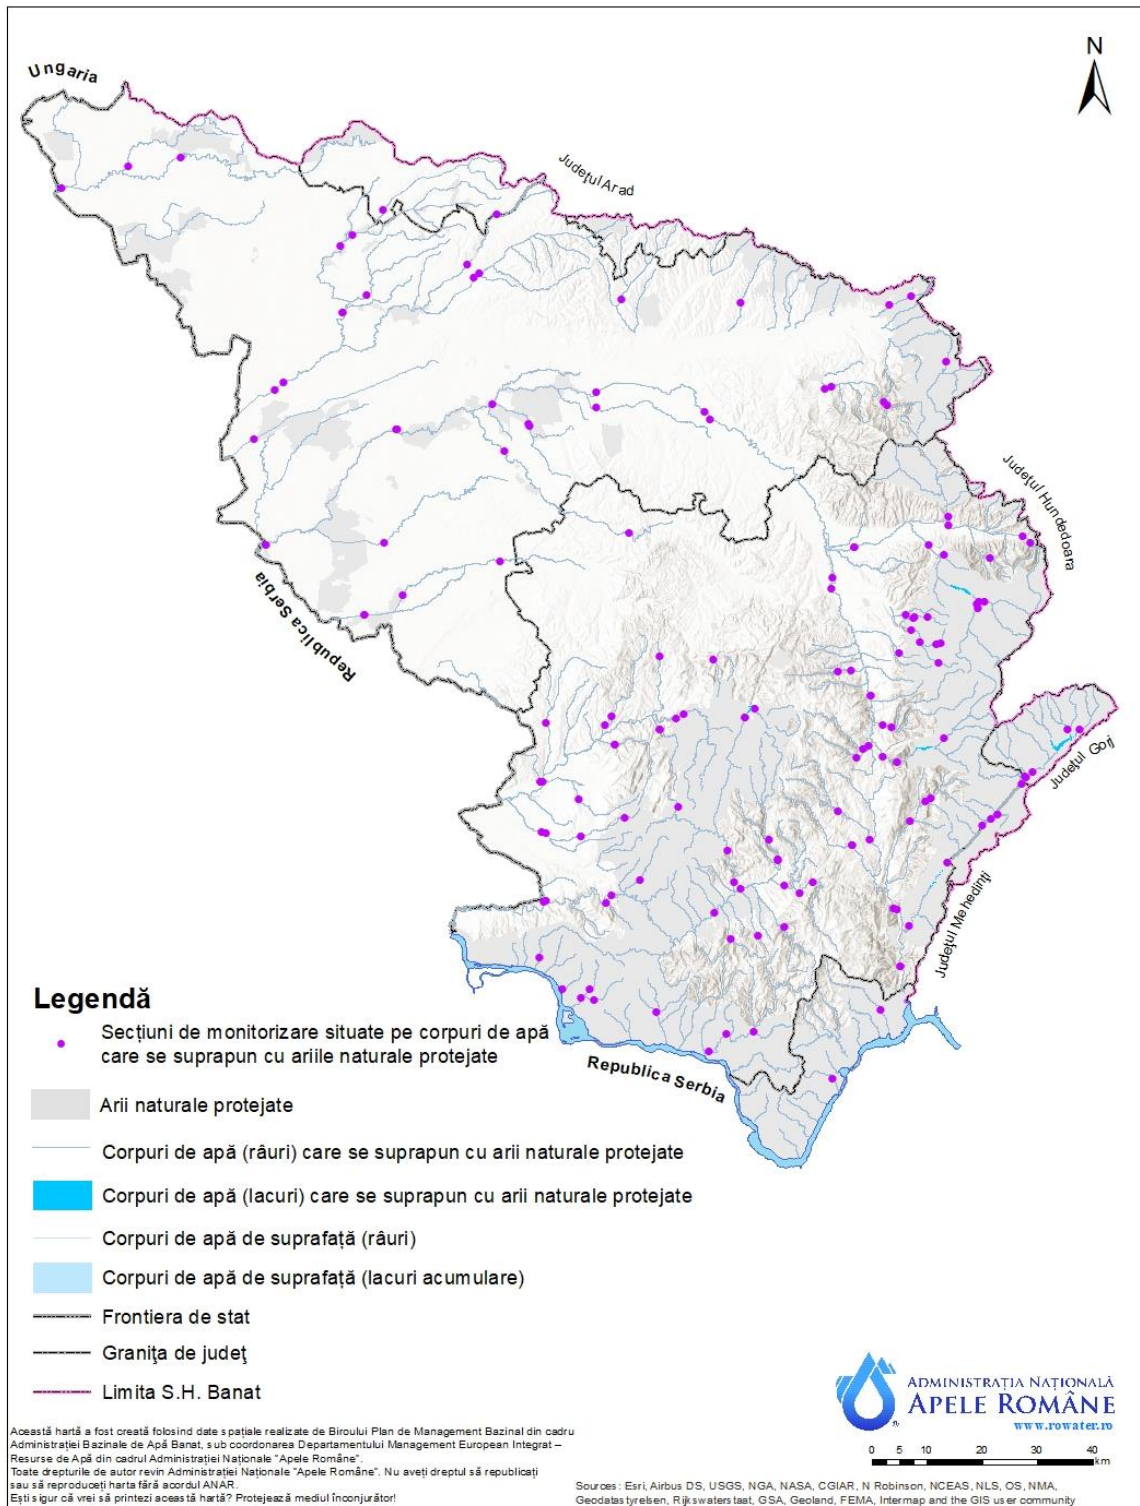 Ungaria
N
Județul Arad
Județul Hundedoara
Republica Serbia
Județul Gorj
Județul Mehedinți
Republica Serbia
Legendă
Secțiuni de monitorizare situate pe corpuri de apă
care se suprapun cu ariile naturale protejate
Arii naturale protejate
Corpuri de apă (râuri) care se suprapun cu arii naturale protejate
Corpuri de apă (lacuri) care se suprapun cu arii naturale protejate
Corpuri de apă de suprafață (râuri)
Corpuri de apă de suprafață (lacuri acumulare)
Frontiera de stat
Granița de județ
Limita S.H. Banat
ADMINISTRAȚIA NAȚIONALĂ
APELE ROMÂNE
www.rowater.ro
0 5 10 20 30 40
km
Această hartă a fost creată folosind date spațiale realizate de Biroului Plan de Management Bazinal din cadru
Administrației Bazinale de Apă Banat, sub coordonarea Departamentului Management European Integrat –
Resurse de Apă din cadrul Administrației Naționale "Apele Române".
Toate drepturile de autor revin Administrației Naționale "Apele Române". Nu aveți dreptul să republicați
sau să reproduceți harta fără acordul ANAR.
Ești sigur că vrei să printezi această hartă? Protejează mediul înconjurător!
Sources: Esri, Airbus DS, USGS, NGA, NASA, CGIAR, N Robinson, NCEAS, NLS, OS, NMA,
Geodatastyrelsen, Rijkswaterstaat, GSA, Geoland, FEMA, Intermap and the GIS user community